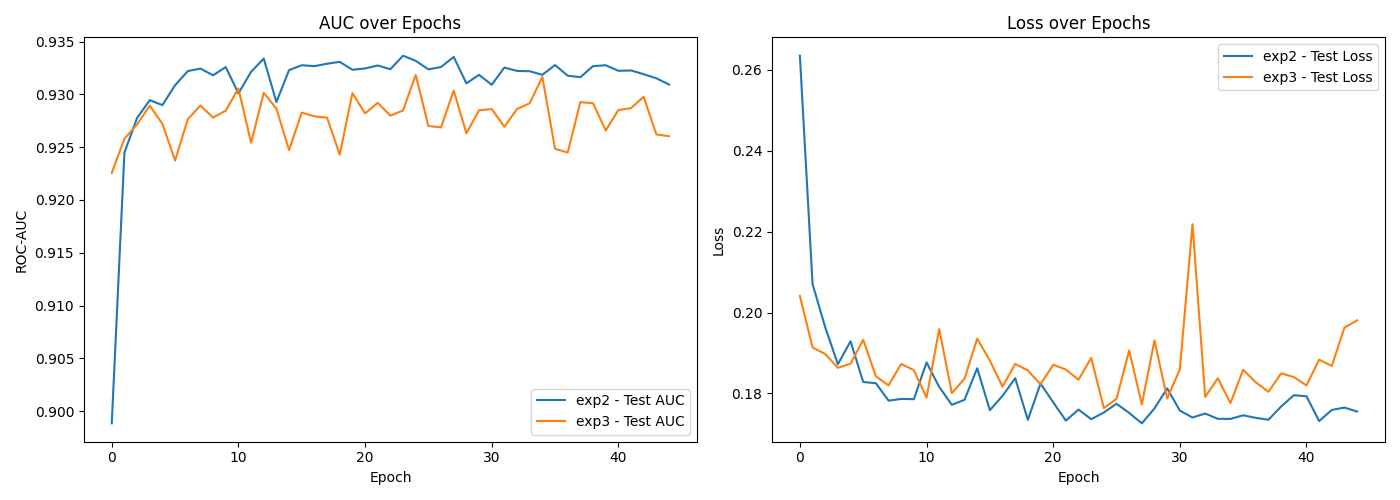 AUC over Epochs
0.935
0.930
0.925
0.920
0.915
0.910
0.905
0.900
ROC-AUC
0
10
20
30
40
Epoch
exp2 - Test AUC
exp3 - Test AUC
Loss over Epochs
0.26
0.24
0.22
0.20
0.18
Loss
0
10
20
30
40
Epoch
exp2 - Test Loss
exp3 - Test Loss